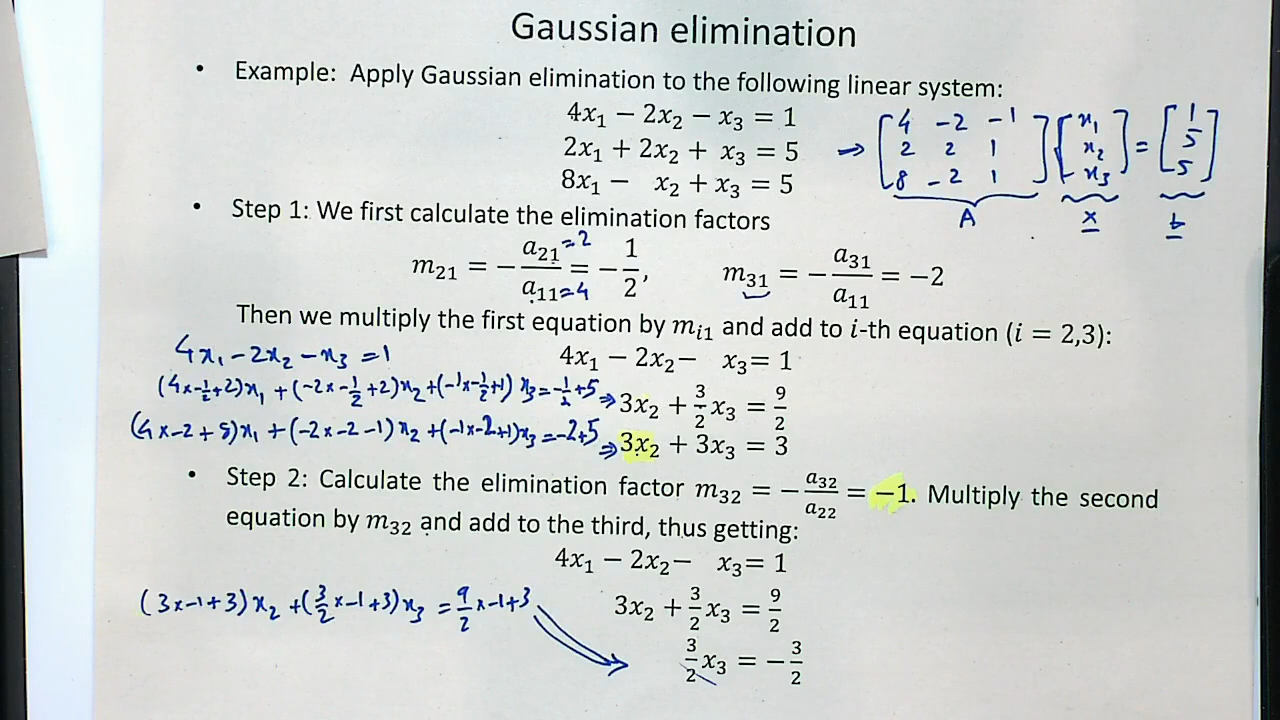 Gaussian elimination
• Example: Apply Gaussian elimination to the following linear system:
4x₁ − 2x₂ − x₃ = 1
2x₁ + 2x₂ + x₃ = 5
8x₁ − x₂ + x₃ = 5
⇒ [4 -2 -1; 2 2 1; 8 -2 1] [x₁; x₂; x₃] = [1; 5; 5]
A x b
• Step 1: We first calculate the elimination factors
m₂₁ = − a₂₁/a₁₁ = − 1/2, m₃₁ = − a₃₁/a₁₁ = −2
=2
=4
Then we multiply the first equation by mᵢ₁ and add to i-th equation (i = 2,3):
4x₁ - 2x₂ - x₃ = 1 4x₁ − 2x₂ − x₃ = 1
(4x-½+2)x₁ + (-2x-½+2)x₂ + (-1x-½+1) x₃ = -½+5 ⇒ 3x₂ + 3/2 x₃ = 9/2
(4x-2+8)x₁ + (-2x-2-1)x₂ + (-1x-2+1)x₃ = -2+5 ⇒ 3x₂ + 3x₃ = 3
• Step 2: Calculate the elimination factor m₃₂ = − a₃₂/a₂₂ = −1. Multiply the second
equation by m₃₂ and add to the third, thus getting:
4x₁ − 2x₂ − x₃ = 1
(3x-1+3)x₂ + (3/2 x-1+3)x₃ = 9/2 x-1+3 3x₂ + 3/2 x₃ = 9/2
3/2 x₃ = − 3/2